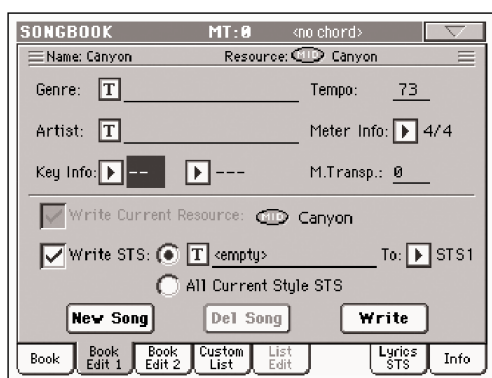 SONGBOOK MT:0 <no chord>
Name: Canyon Resource: MID Canyon
Genre: T Tempo: 73
Artist: T Meter Info: 4/4
Key Info: -- --- M.Transp.: 0
Write Current Resource: MID Canyon
Write STS: T <empty> To: STS1
All Current Style STS
New Song Del Song Write
Book Book Edit 1 Book Edit 2 Custom List List Edit Lyrics STS Info